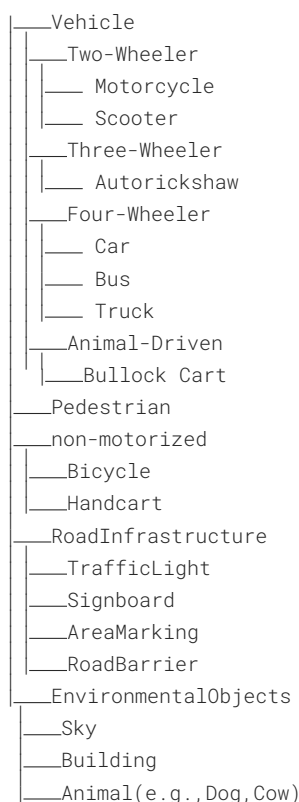 Vehicle
Two-Wheeler
Motorcycle
Scooter
Three-Wheeler
Autorickshaw
Four-Wheeler
Car
Bus
Truck
Animal-Driven
Bullock Cart
Pedestrian
non-motorized
Bicycle
Handcart
RoadInfrastructure
TrafficLight
Signboard
AreaMarking
RoadBarrier
EnvironmentalObjects
Sky
Building
Animal(e.g.,Dog,Cow)